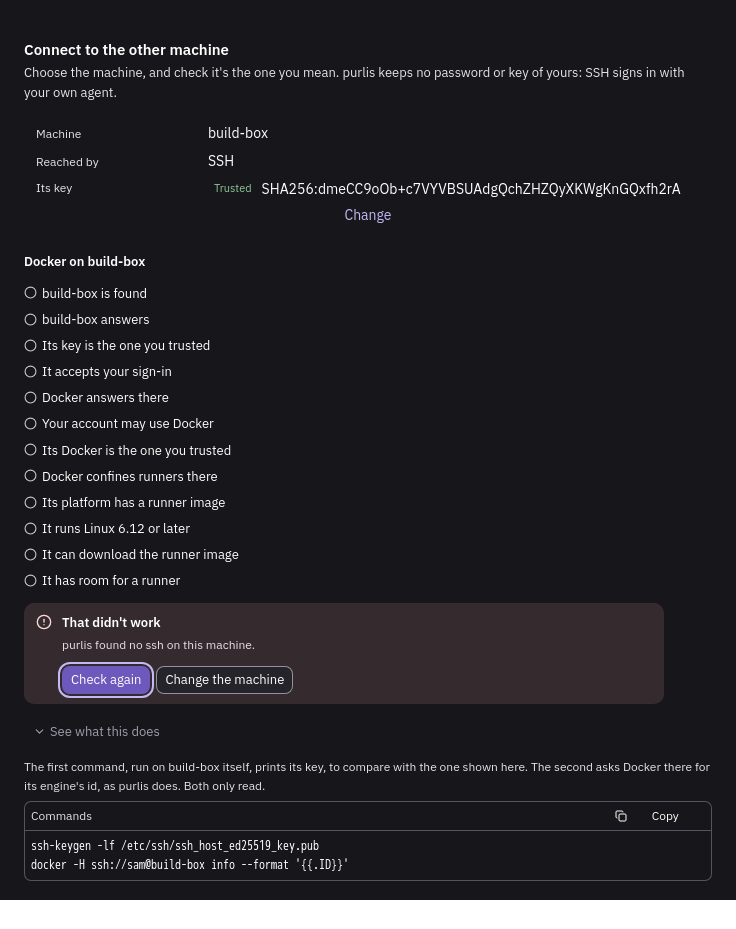 Connect to the other machine
Choose the machine, and check it's the one you mean. purlis keeps no password or key of yours: SSH signs in with
your own agent.
Machine build-box
Reached by SSH
Its key Trusted SHA256:dmeCC9oOb+c7VYVBSUAdgQchZHZQyXKWgKnGQxfh2rA
Change
Docker on build-box
build-box is found
build-box answers
Its key is the one you trusted
It accepts your sign-in
Docker answers there
Your account may use Docker
Its Docker is the one you trusted
Docker confines runners there
Its platform has a runner image
It runs Linux 6.12 or later
It can download the runner image
It has room for a runner
That didn't work
purlis found no ssh on this machine.
Check again Change the machine
See what this does
The first command, run on build-box itself, prints its key, to compare with the one shown here. The second asks Docker there for
its engine's id, as purlis does. Both only read.
Commands Copy
ssh-keygen -lf /etc/ssh/ssh_host_ed25519_key.pub
docker -H ssh://sam@build-box info --format '{{.ID}}'